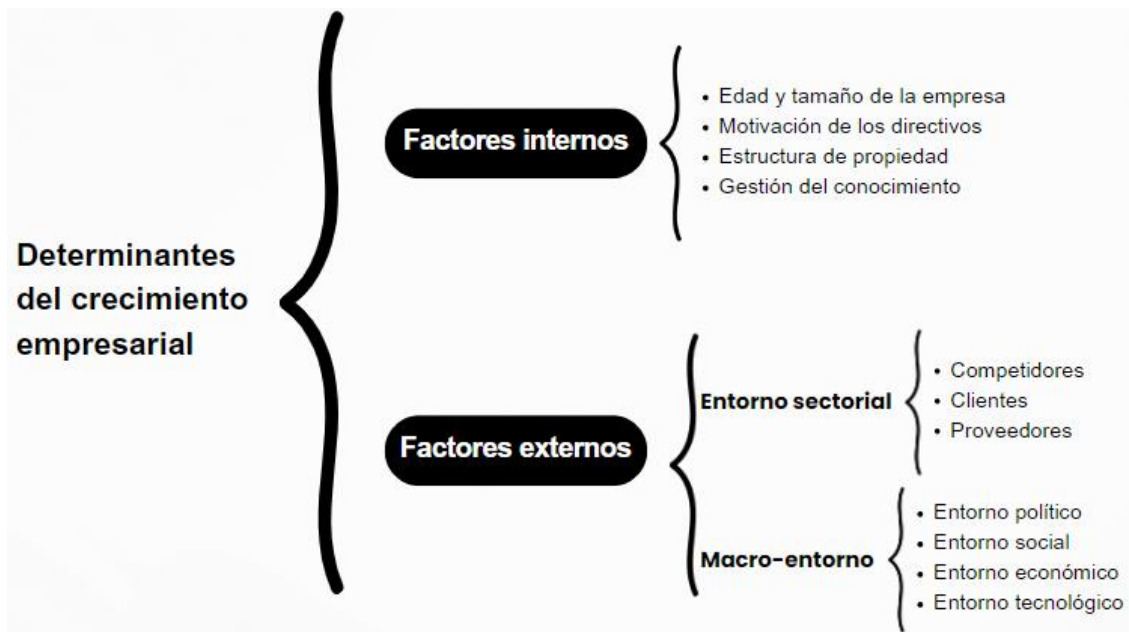 Determinantes
del crecimiento
empresarial
Factores internos
• Edad y tamaño de la empresa
• Motivación de los directivos
• Estructura de propiedad
• Gestión del conocimiento
Factores externos
Entorno sectorial
• Competidores
• Clientes
• Proveedores
Macro-entorno
• Entorno político
• Entorno social
• Entorno económico
• Entorno tecnológico